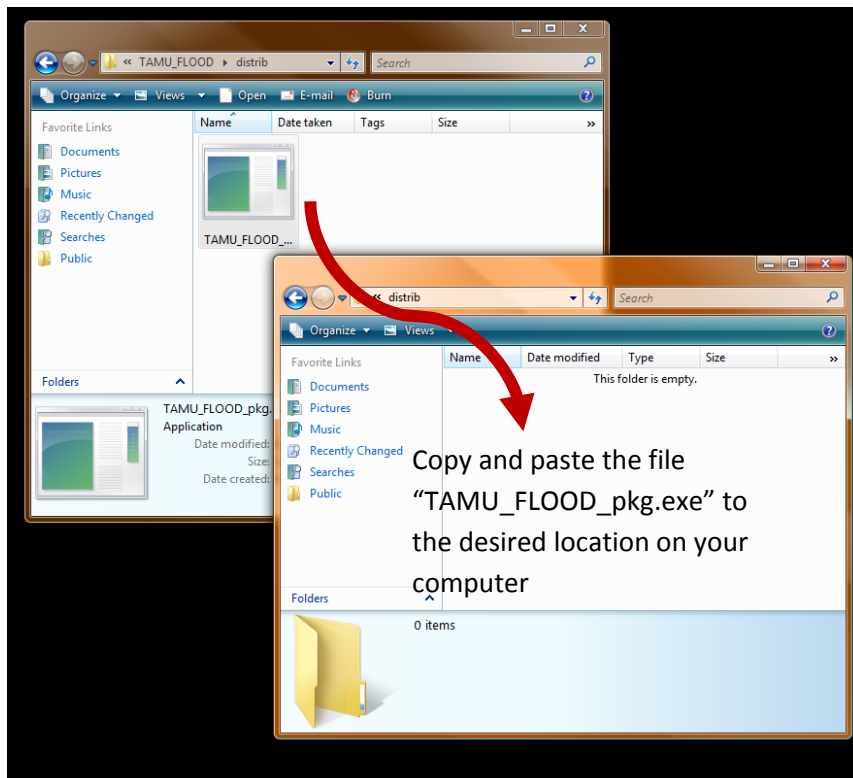 « TAMU_FLOOD ▸ distrib
Search
Organize Views Open E-mail Burn
Favorite Links
Name Date taken Tags Size »
Documents
Pictures
Music
Recently Changed
Searches
Public
TAMU_FLOOD_...
Folders
TAMU_FLOOD_pkg.
Application
Date modified:
Size:
Date created:
« distrib
Search
Organize Views
Favorite Links
Name Date modified Type Size »
This folder is empty.
Documents
Pictures
Music
Recently Changed
Searches
Public
Folders
0 items
Copy and paste the file
“TAMU_FLOOD_pkg.exe” to
the desired location on your
computer